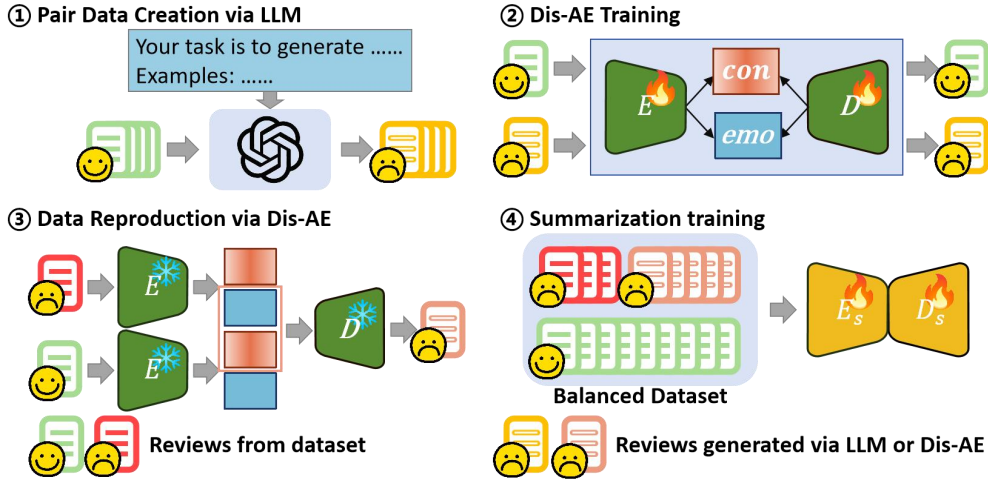 ① Pair Data Creation via LLM
Your task is to generate ......
Examples: ......
② Dis-AE Training
E
con
emo
D
③ Data Reproduction via Dis-AE
E
E
D
④ Summarization training
Eₛ
Dₛ
Balanced Dataset
Reviews from dataset
Reviews generated via LLM or Dis-AE